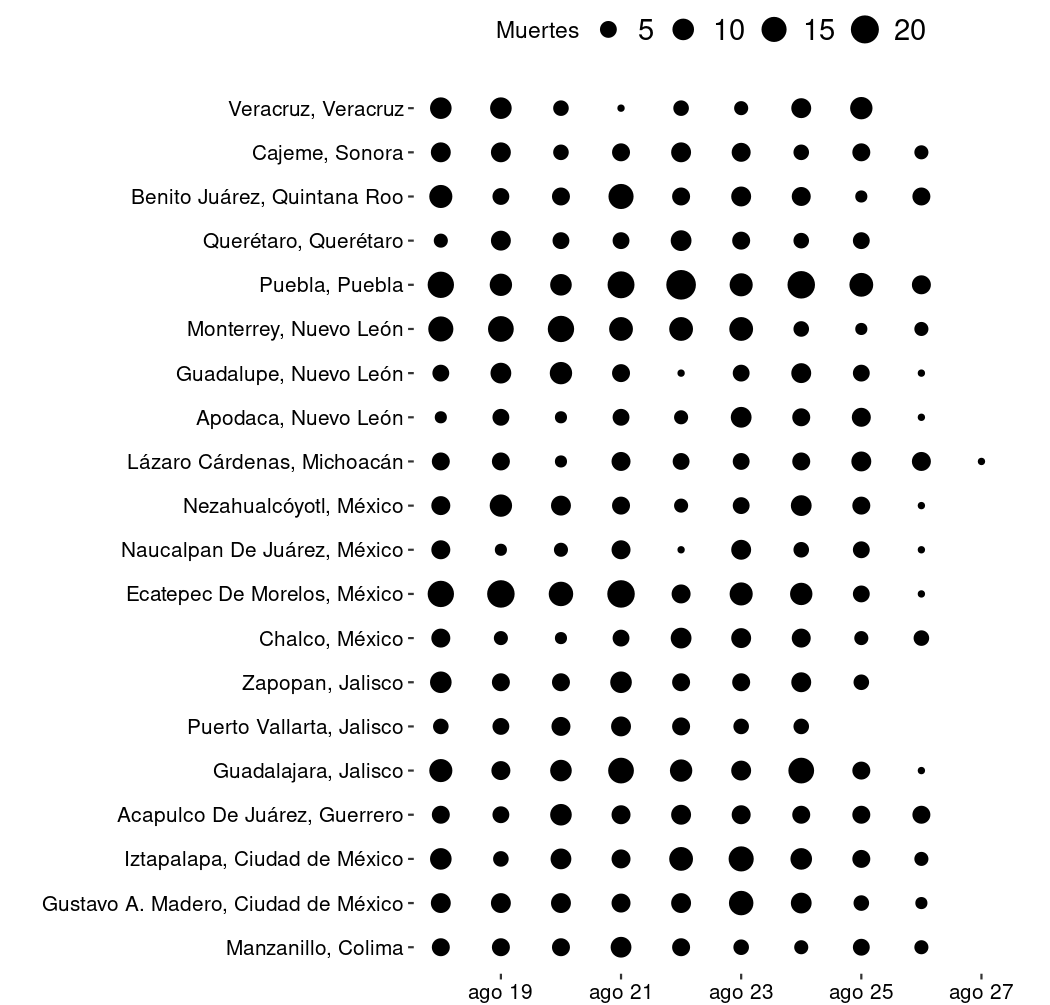 Muertes 5 10 15 20
Veracruz, Veracruz
Cajeme, Sonora
Benito Juárez, Quintana Roo
Querétaro, Querétaro
Puebla, Puebla
Monterrey, Nuevo León
Guadalupe, Nuevo León
Apodaca, Nuevo León
Lázaro Cárdenas, Michoacán
Nezahualcóyotl, México
Naucalpan De Juárez, México
Ecatepec De Morelos, México
Chalco, México
Zapopan, Jalisco
Puerto Vallarta, Jalisco
Guadalajara, Jalisco
Acapulco De Juárez, Guerrero
Iztapalapa, Ciudad de México
Gustavo A. Madero, Ciudad de México
Manzanillo, Colima
ago 19 ago 21 ago 23 ago 25 ago 27